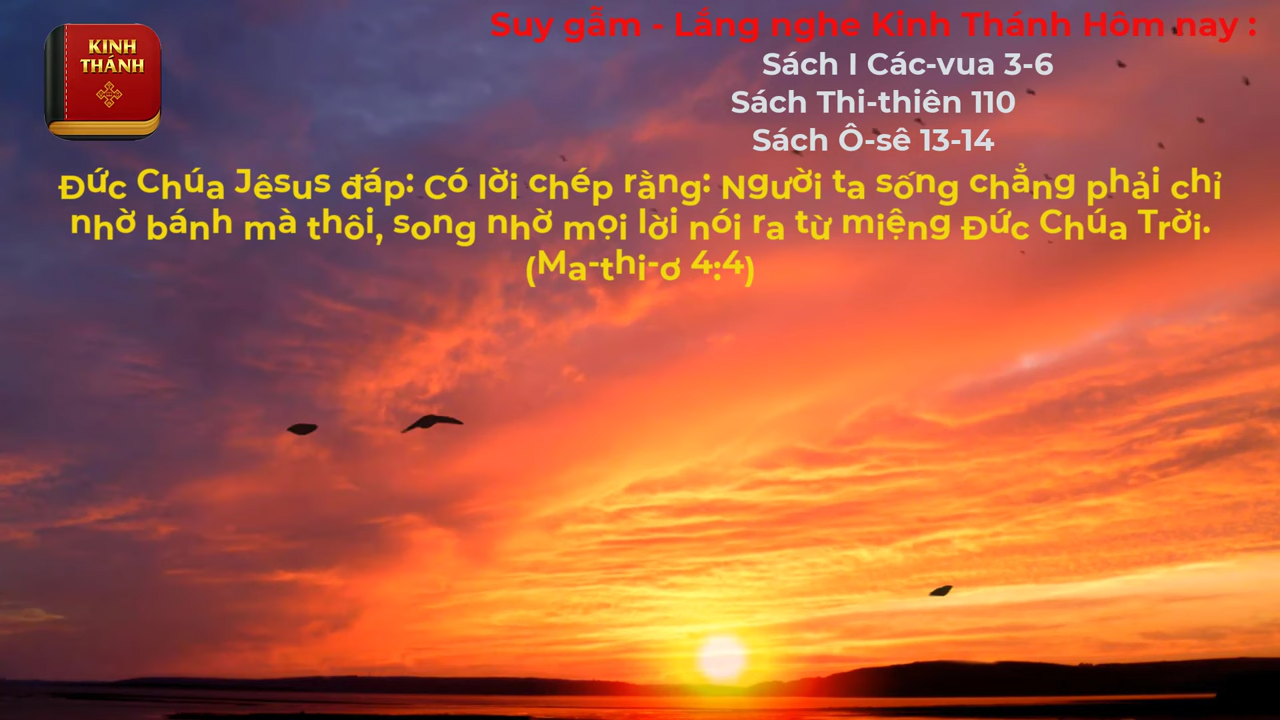 KINH
THÁNH
Suy gẫm - Lắng nghe Kinh Thánh Hôm nay :
Sách I Các-vua 3-6
Sách Thi-thiên 110
Sách Ô-sê 13-14
Đức Chúa Jêsus đáp: Có lời chép rằng: Người ta sống chẳng phải chỉ
nhờ bánh mà thôi, song nhờ mọi lời nói ra từ miệng Đức Chúa Trời.
(Ma-thi-ơ 4:4)